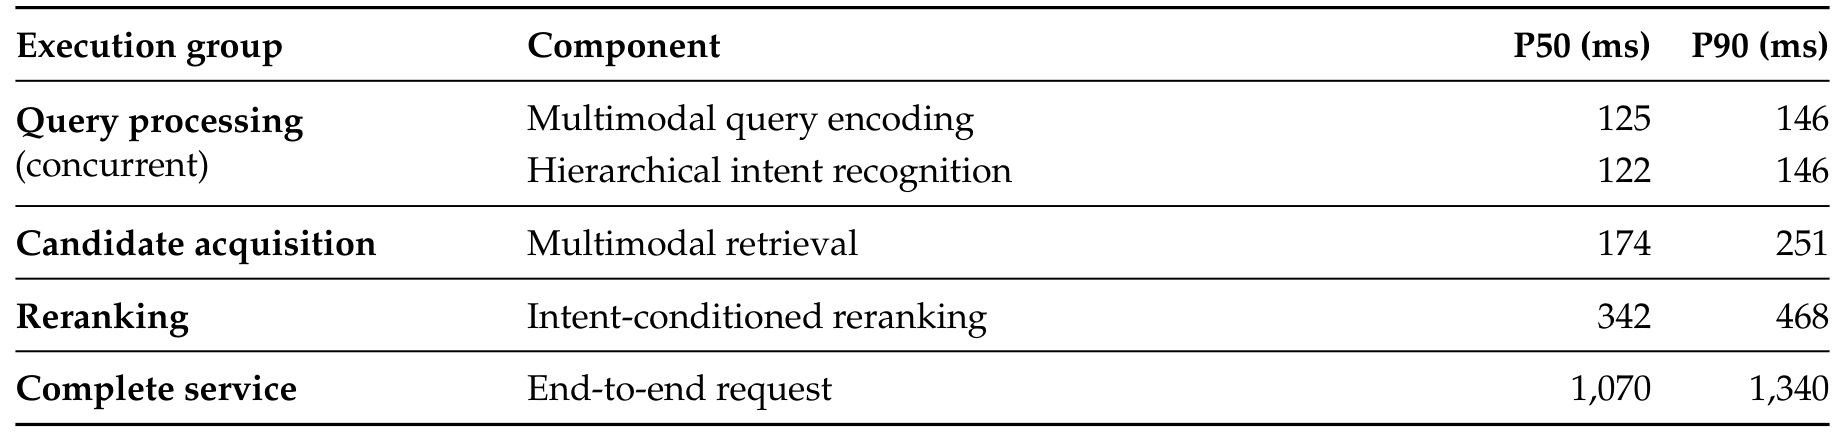 Execution group Component P50 (ms) P90 (ms)
Query processing Multimodal query encoding 125 146
(concurrent) Hierarchical intent recognition 122 146
Candidate acquisition Multimodal retrieval 174 251
Reranking Intent-conditioned reranking 342 468
Complete service End-to-end request 1,070 1,340